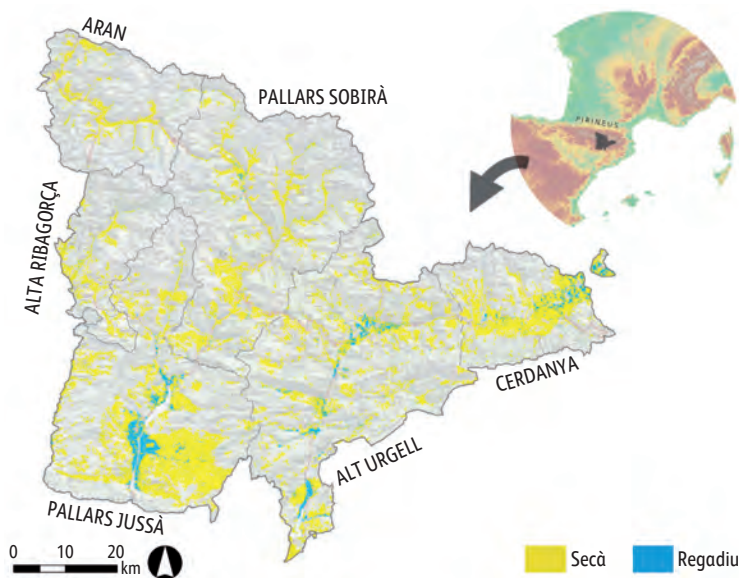 ARAN
PALLARS SOBIRÀ
PIRINEUS
ALTA RIBAGORÇA
CERDANYA
ALT URGELL
PALLARS JUSSÀ
0 10 20
km
Secà
Regadiu